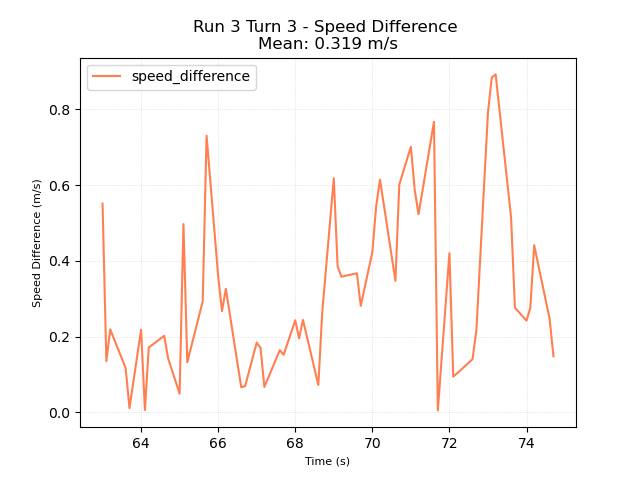 Run 3 Turn 3 - Speed Difference
Mean: 0.319 m/s
speed_difference
Speed Difference (m/s)
0.8
0.6
0.4
0.2
0.0
64 66 68 70 72 74
Time (s)